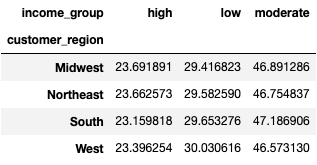 income_group high low moderate
customer_region
Midwest 23.691891 29.416823 46.891286
Northeast 23.662573 29.582590 46.754837
South 23.159818 29.653276 47.186906
West 23.396254 30.030616 46.573130